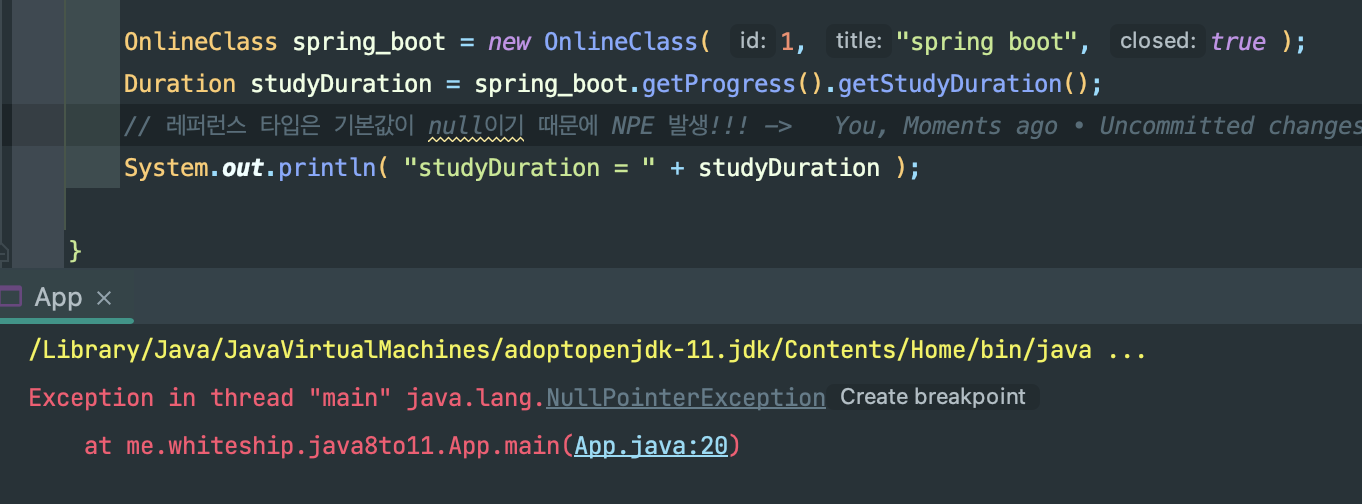 OnlineClass spring_boot = new OnlineClass( id: 1, title: "spring boot", closed: true );
Duration studyDuration = spring_boot.getProgress().getStudyDuration();
// 레퍼런스 타입은 기본값이 null이기 때문에 NPE 발생!!! -> You, Moments ago • Uncommitted changes
System.out.println( "studyDuration = " + studyDuration );
}
App ×
/Library/Java/JavaVirtualMachines/adoptopenjdk-11.jdk/Contents/Home/bin/java ...
Exception in thread "main" java.lang.NullPointerException Create breakpoint
at me.whiteship.java8to11.App.main(App.java:20)